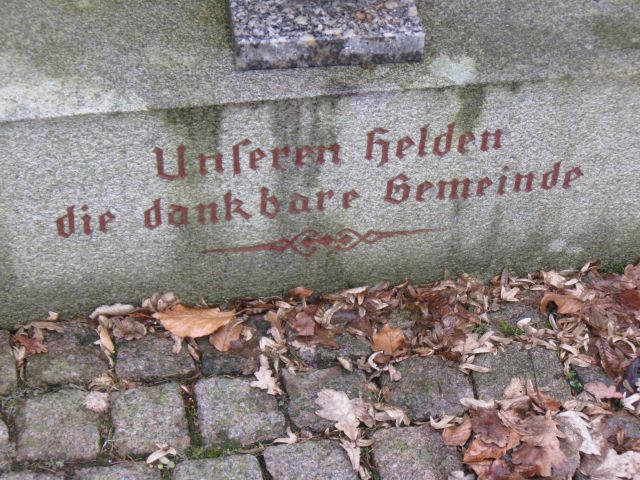 Unſeren Helden
die dankbare Gemeinde